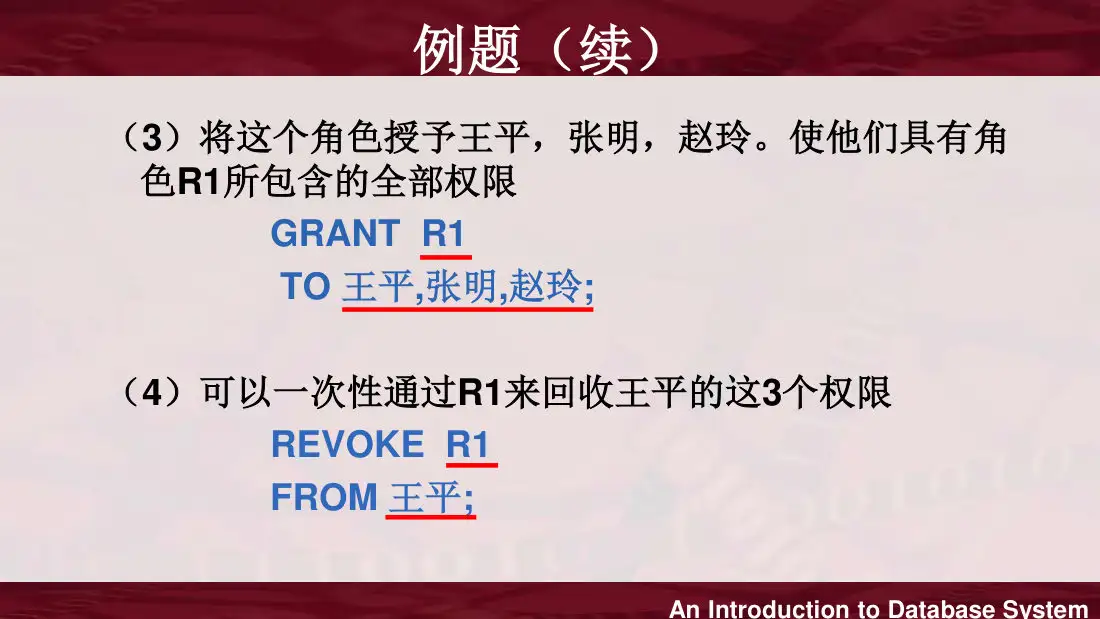 例题（续）
（3）将这个角色授予王平，张明，赵玲。使他们具有角
色R1所包含的全部权限
GRANT R1
TO 王平,张明,赵玲;
（4）可以一次性通过R1来回收王平的这3个权限
REVOKE R1
FROM 王平;
An Introduction to Database System